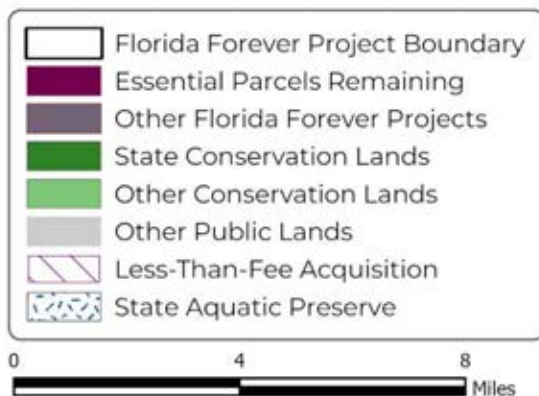 Florida Forever Project Boundary
Essential Parcels Remaining
Other Florida Forever Projects
State Conservation Lands
Other Conservation Lands
Other Public Lands
Less-Than-Fee Acquisition
State Aquatic Preserve
0 4 8
Miles